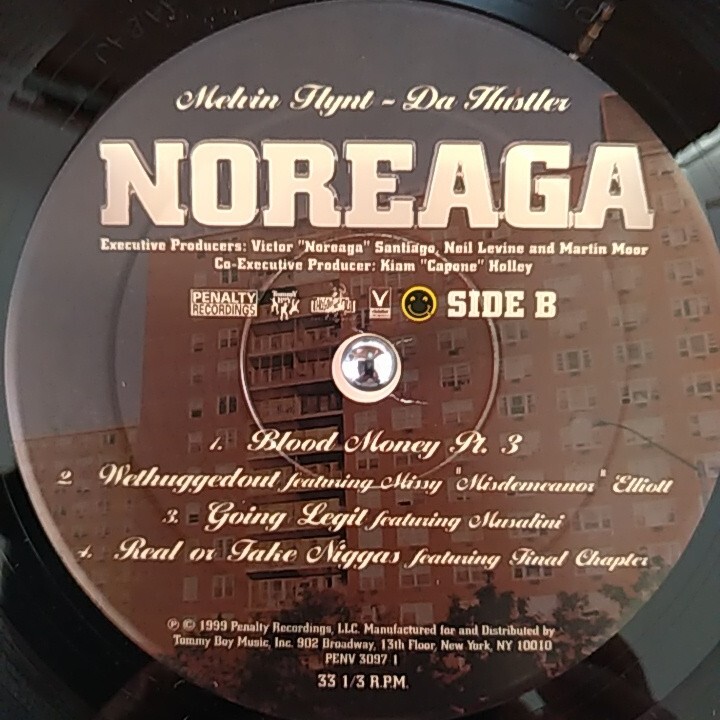 Melvin Flynt - Da Hustler
NOREAGA
Executive Producers: Victor "Noreaga" Santiago, Neil Levine and Martin Moor
Co-Executive Producer: Kiam "Capone" Holley
PENALTY
RECORDINGS
SIDE B
1. Blood Money Pt. 3
2 Wethuggedout featuring Missy "Misdemeanor" Elliott
3. Going Legit featuring Musalini
4. Real or Fake Niggas featuring Final Chapter
℗ © 1999 Penalty Recordings, LLC. Manufactured for and Distributed by
Tommy Boy Music, Inc. 902 Broadway, 13th Floor, New York, NY 10010
PENV 3097 1
33 1/3 R.P.M.